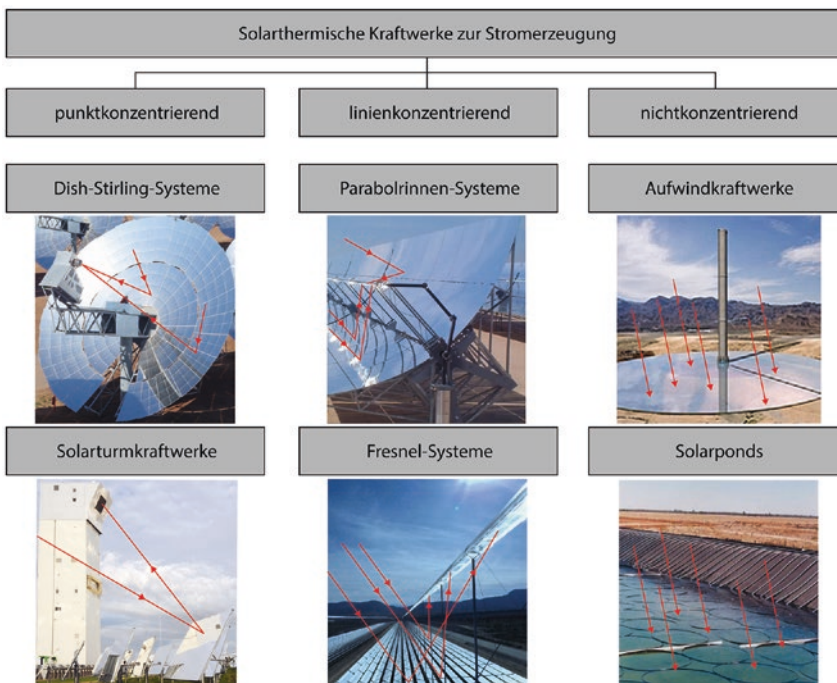 Solarthermische Kraftwerke zur Stromerzeugung
punktkonzentrierend
linienkonzentrierend
nichtkonzentrierend
Dish-Stirling-Systeme
Parabolrinnen-Systeme
Aufwindkraftwerke
Solarturmkraftwerke
Fresnel-Systeme
Solarponds